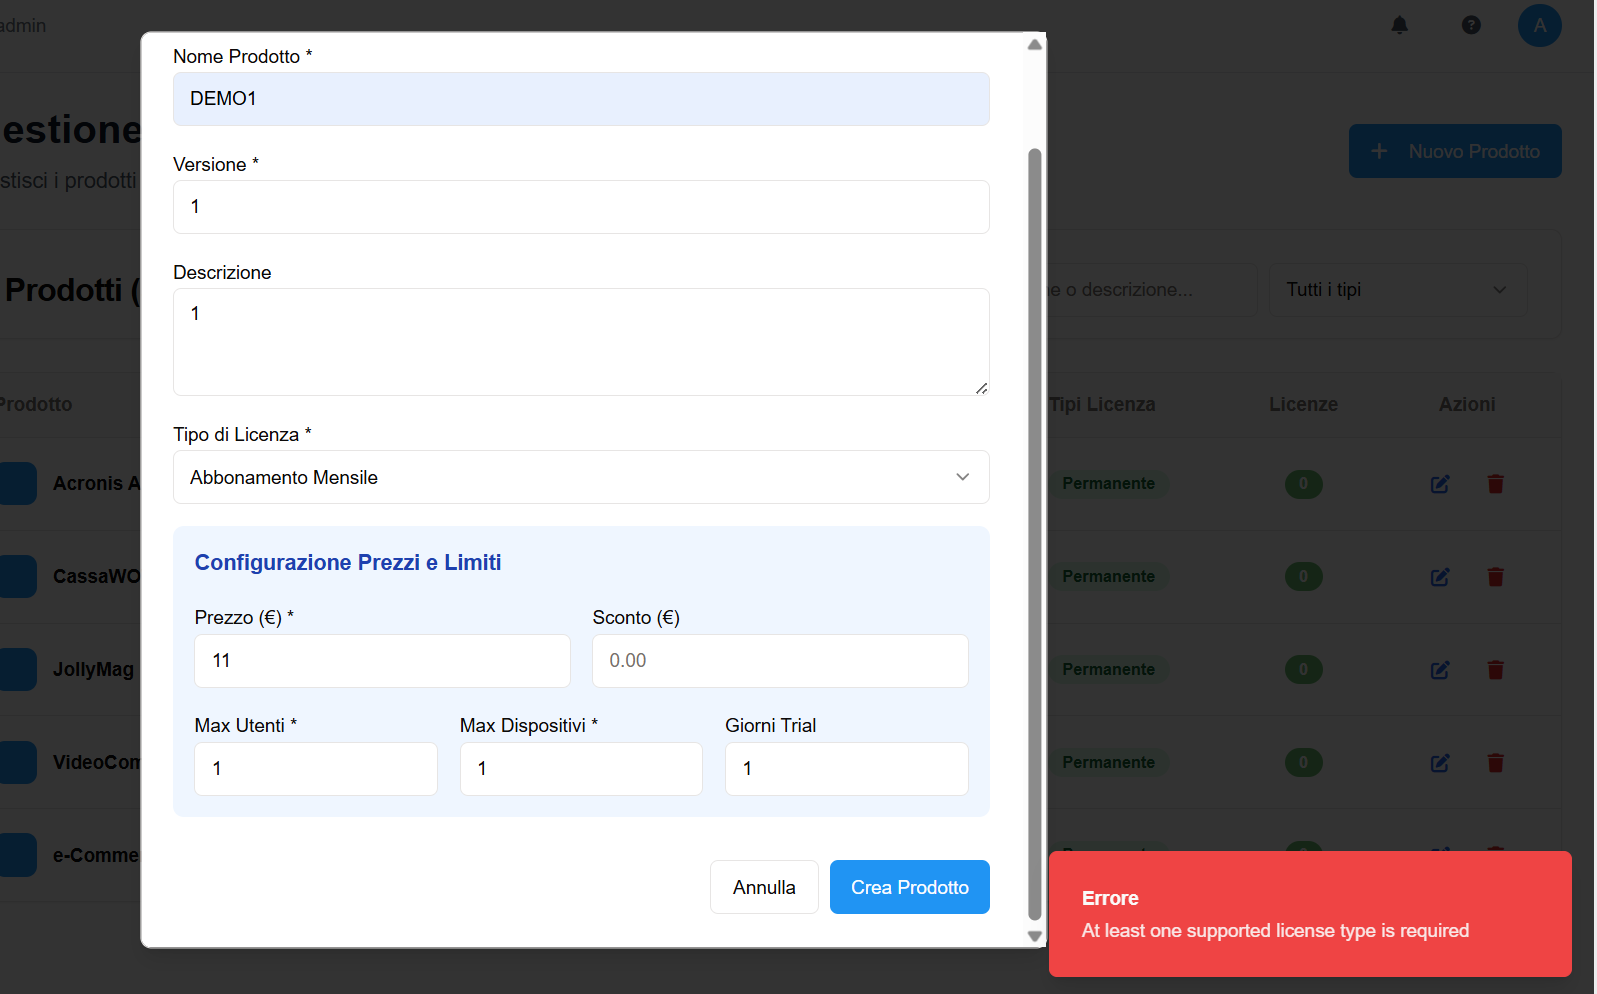 admin
A
Nome Prodotto *
DEMO1
estione
Nuovo Prodotto
Versione *
stisci i prodotti
1
Descrizione
1
Prodotti (
e o descrizione...
Tutti i tipi
Prodotto
Tipi Licenza
Licenze
Azioni
Tipo di Licenza *
Abbonamento Mensile
Acronis A
Permanente
0
Configurazione Prezzi e Limiti
CassaWO
Permanente
0
Prezzo (€) *
Sconto (€)
11
0.00
JollyMag
Permanente
0
Max Utenti *
Max Dispositivi *
Giorni Trial
1
1
1
VideoCon
Permanente
0
e-Comme
Annulla
Crea Prodotto
Errore
At least one supported license type is required